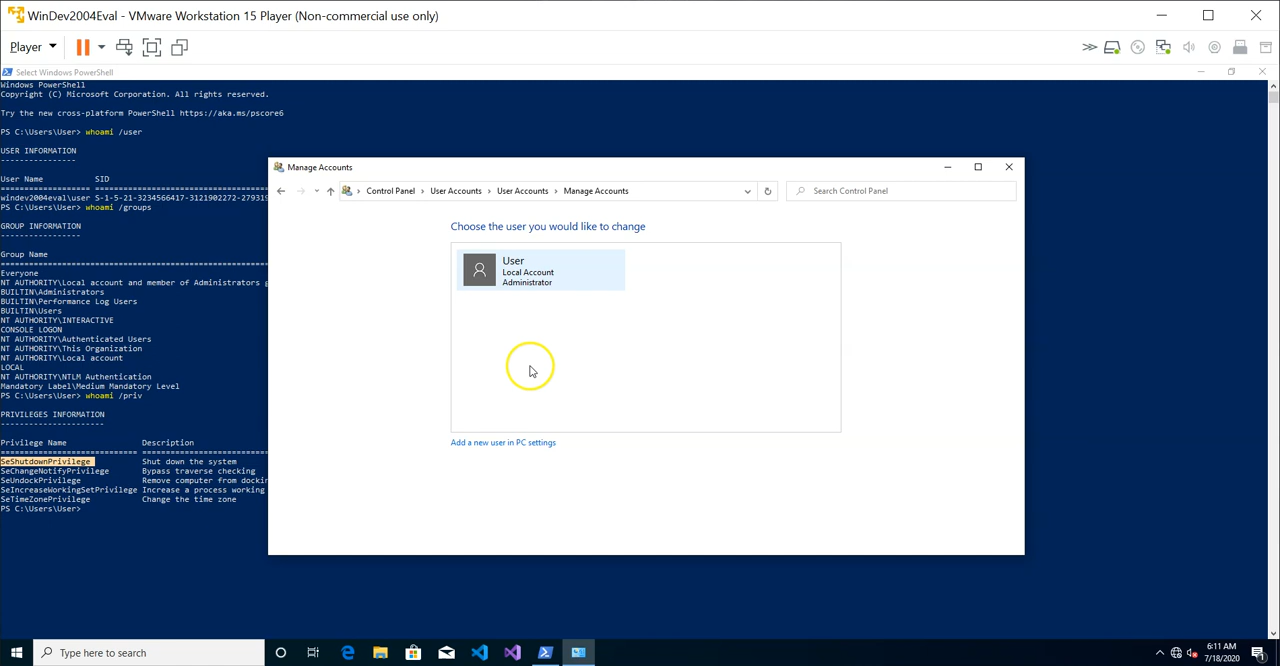 WinDev2004Eval - VMware Workstation 15 Player (Non-commercial use only)
Player
Select Windows PowerShell
Windows PowerShell
Copyright (C) Microsoft Corporation. All rights reserved.
Try the new cross-platform PowerShell https://aka.ms/pscore6
PS C:\Users\User> whoami /user
USER INFORMATION
----------------
User Name SID
==================== ==============================
windev2004eval\user S-1-5-21-3234566417-3121902272-279319
PS C:\Users\User> whoami /groups
GROUP INFORMATION
-----------------
Group Name
Everyone
NT AUTHORITY\Local account and member of Administrators g
BUILTIN\Administrators
BUILTIN\Performance Log Users
BUILTIN\Users
NT AUTHORITY\INTERACTIVE
CONSOLE LOGON
NT AUTHORITY\Authenticated Users
NT AUTHORITY\This Organization
NT AUTHORITY\Local account
LOCAL
NT AUTHORITY\NTLM Authentication
Mandatory Label\Medium Mandatory Level
PS C:\Users\User> whoami /priv
PRIVILEGES INFORMATION
----------------------
Privilege Name Description
SeShutdownPrivilege Shut down the system
SeChangeNotifyPrivilege Bypass traverse checking
SeUndockPrivilege Remove computer from dockin
SeIncreaseWorkingSetPrivilege Increase a process working
SeTimeZonePrivilege Change the time zone
PS C:\Users\User>
Manage Accounts
Control Panel > User Accounts > User Accounts > Manage Accounts
Search Control Panel
Choose the user you would like to change
User
Local Account
Administrator
Add a new user in PC settings
Type here to search
6:11 AM
7/18/2020
1